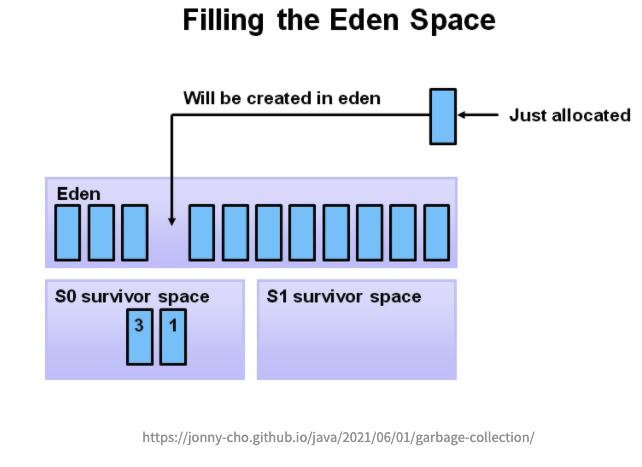 Filling the Eden Space
Will be created in eden
Just allocated
Eden
S0 survivor space
S1 survivor space
3 1
https://jonny-cho.github.io/java/2021/06/01/garbage-collection/